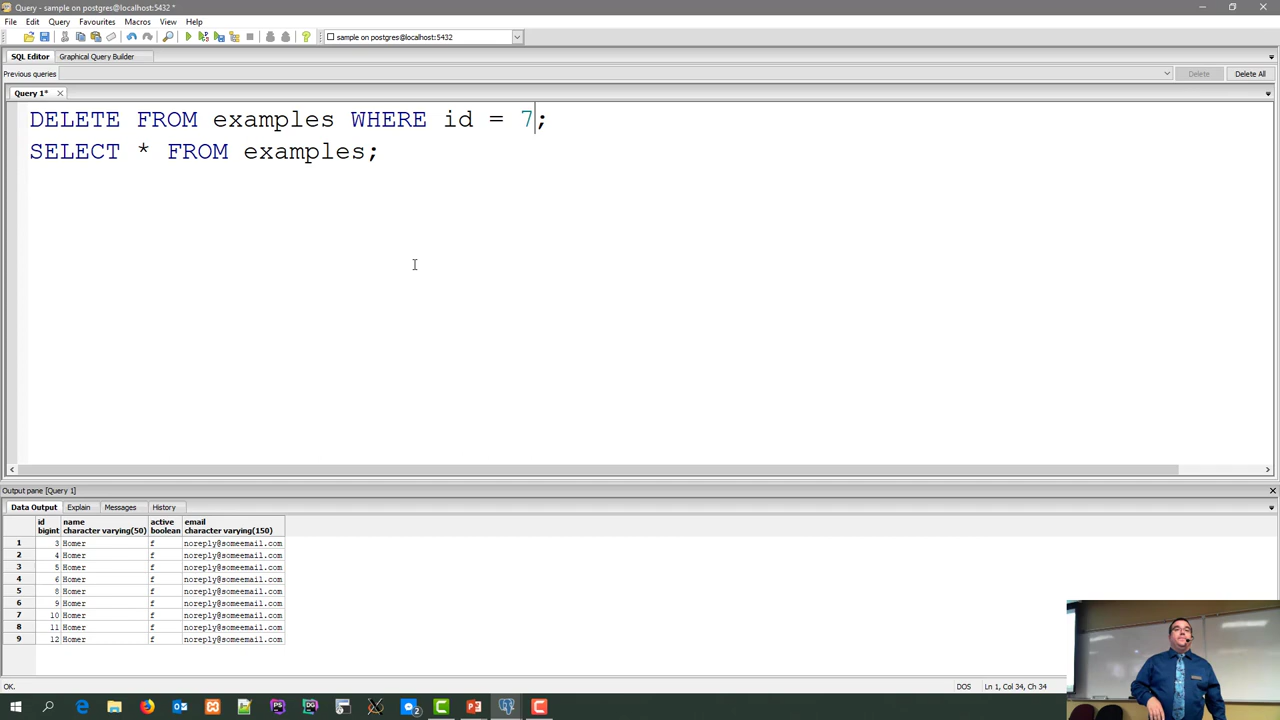 Query - sample on postgres@localhost:5432 *
File Edit Query Favourites Macros View Help
sample on postgres@localhost:5432
SQL Editor Graphical Query Builder
Previous queries Delete Delete All
Query 1*
DELETE FROM examples WHERE id = 7;
SELECT * FROM examples;
Output pane [Query 1]
Data Output Explain Messages History
id name active email
bigint character varying(50) boolean character varying(150)
1 3 Homer f noreply@someemail.com
2 4 Homer f noreply@someemail.com
3 5 Homer f noreply@someemail.com
4 6 Homer f noreply@someemail.com
5 8 Homer f noreply@someemail.com
6 9 Homer f noreply@someemail.com
7 10 Homer f noreply@someemail.com
8 11 Homer f noreply@someemail.com
9 12 Homer f noreply@someemail.com
OK. DOS Ln 1, Col 34, Ch 34